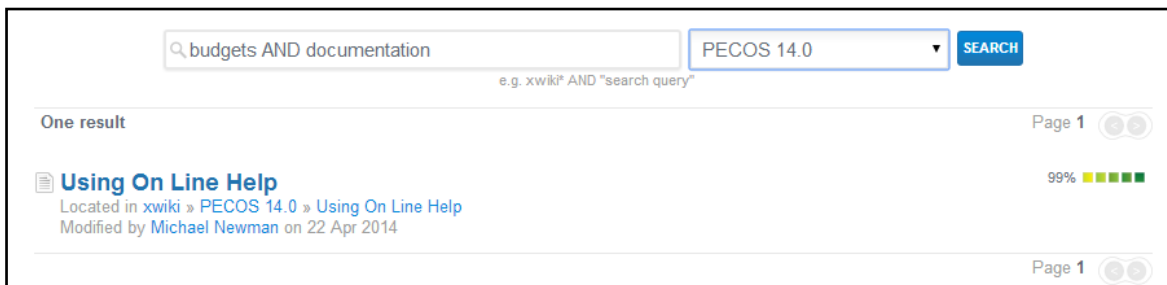 budgets AND documentation PECOS 14.0 SEARCH
e.g. xwiki* AND "search query"
One result Page 1 < >
Using On Line Help 99%
Located in xwiki » PECOS 14.0 » Using On Line Help
Modified by Michael Newman on 22 Apr 2014
Page 1 < >